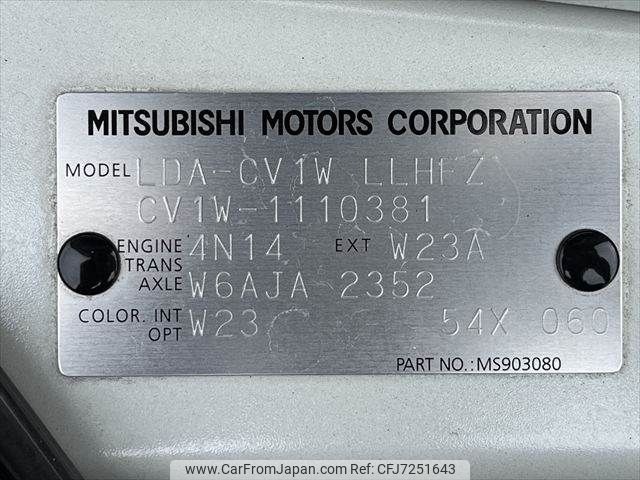 MITSUBISHI MOTORS CORPORATION
MODEL LDA-CV1W LLHFZ
CV1W-1110381
ENGINE 4N14 EXT W23A
TRANS
AXLE W6AJA 2352
COLOR. INT
OPT W23 54X 060
PART NO.: MS903080
www.CarFromJapan.com | CFJ7251643